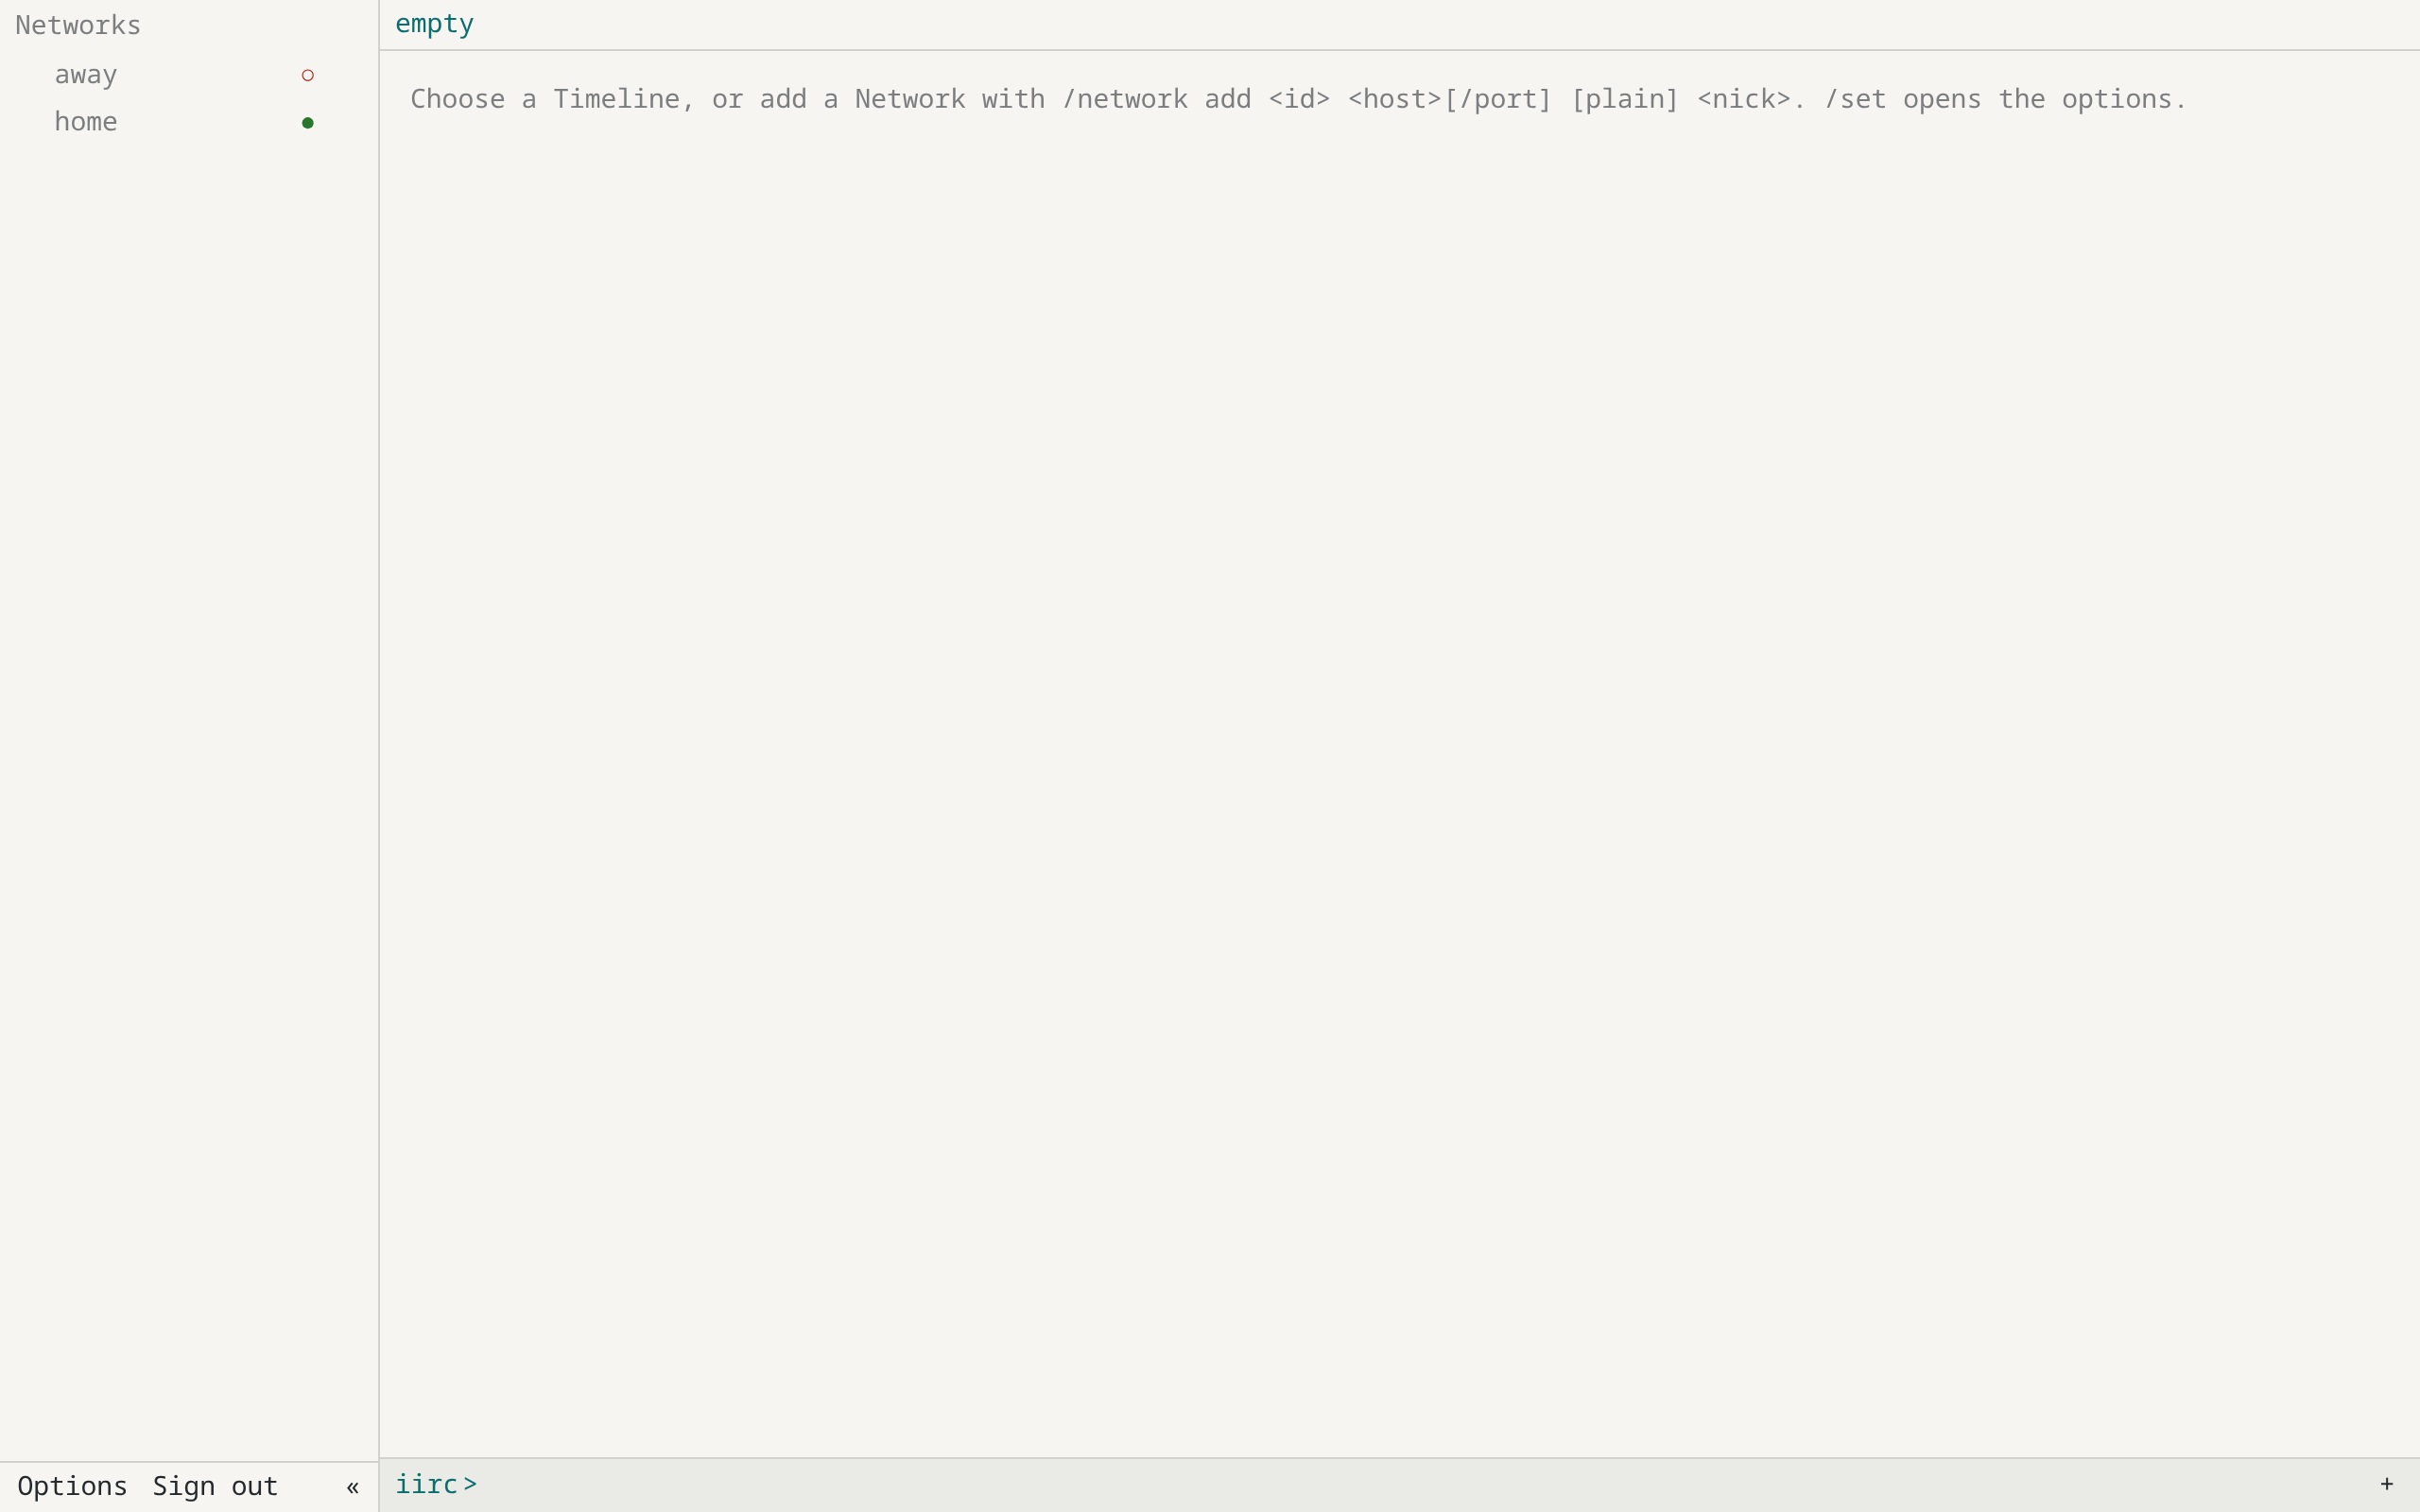 Networks
away ○
home ●
empty
Choose a Timeline, or add a Network with /network add <id> <host>[/port] [plain] <nick>. /set opens the options.
Options Sign out «
iirc> +